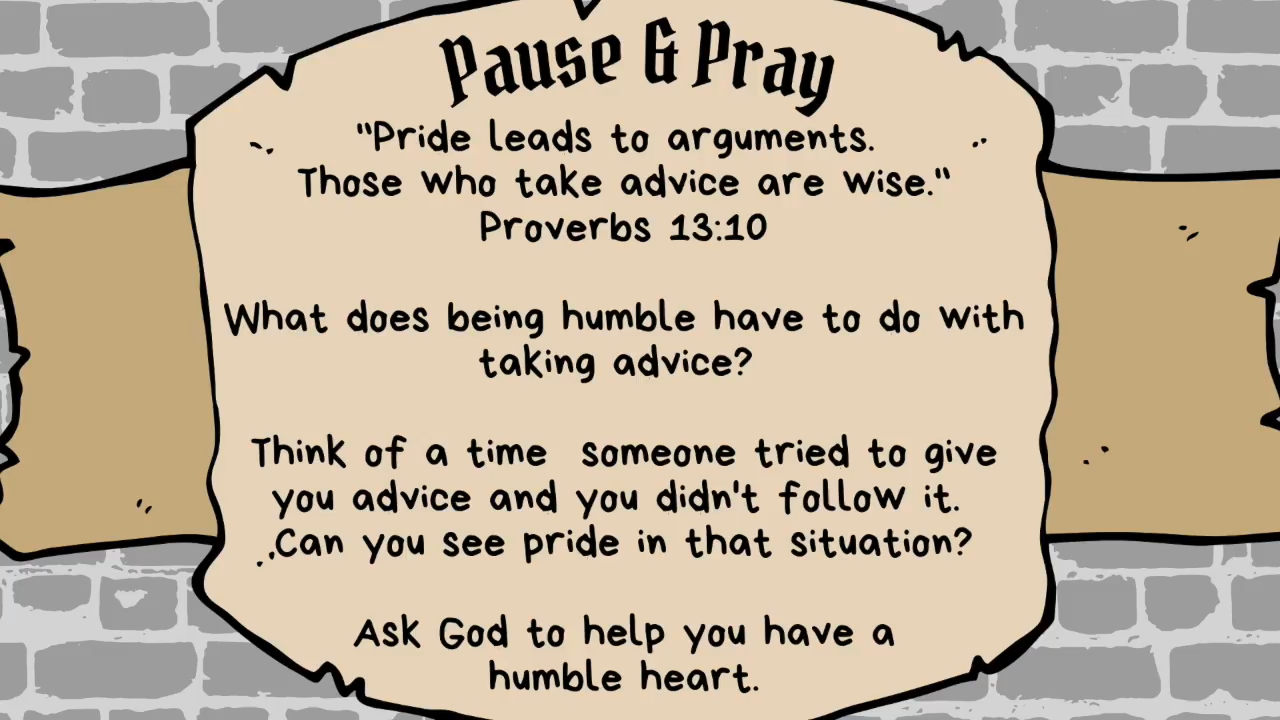 Pause & Pray
"Pride leads to arguments.
Those who take advice are wise."
Proverbs 13:10
What does being humble have to do with
taking advice?
Think of a time  someone tried to give
you advice and you didn't follow it.
Can you see pride in that situation?
Ask God to help you have a
humble heart.